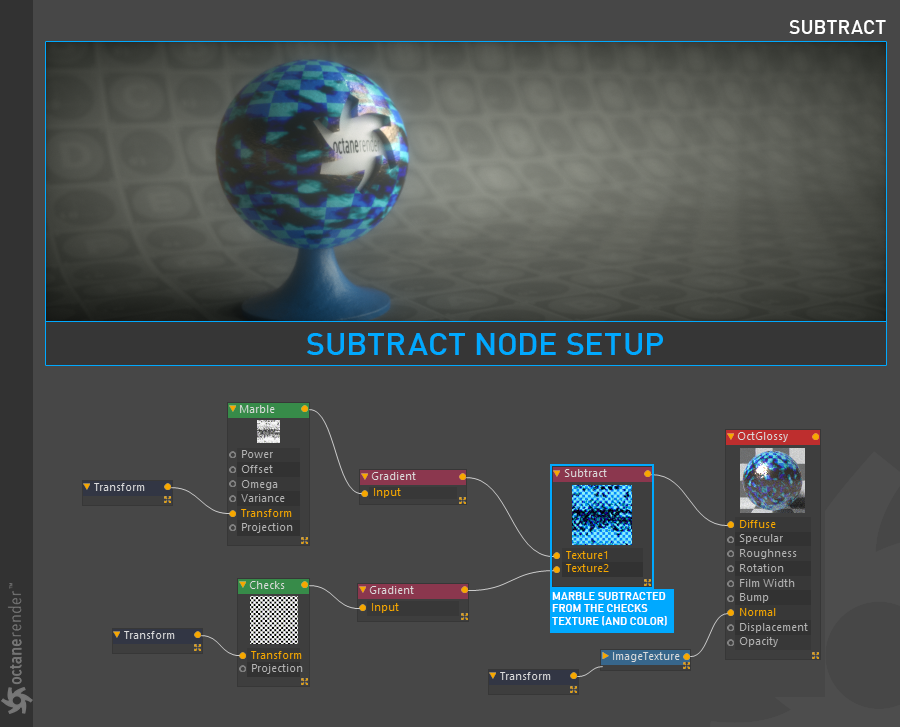 SUBTRACT
octanerender
SUBTRACT NODE SETUP
Marble
Power
Offset
Omega
Variance
Transform
Projection
Transform
Gradient
Input
Checks
Transform
Projection
Transform
Gradient
Input
Subtract
Texture1
Texture2
MARBLE SUBTRACTED
FROM THE CHECKS
TEXTURE (AND COLOR)
Transform
ImageTexture
OctGlossy
Diffuse
Specular
Roughness
Rotation
Film Width
Bump
Normal
Displacement
Opacity
octanerender™